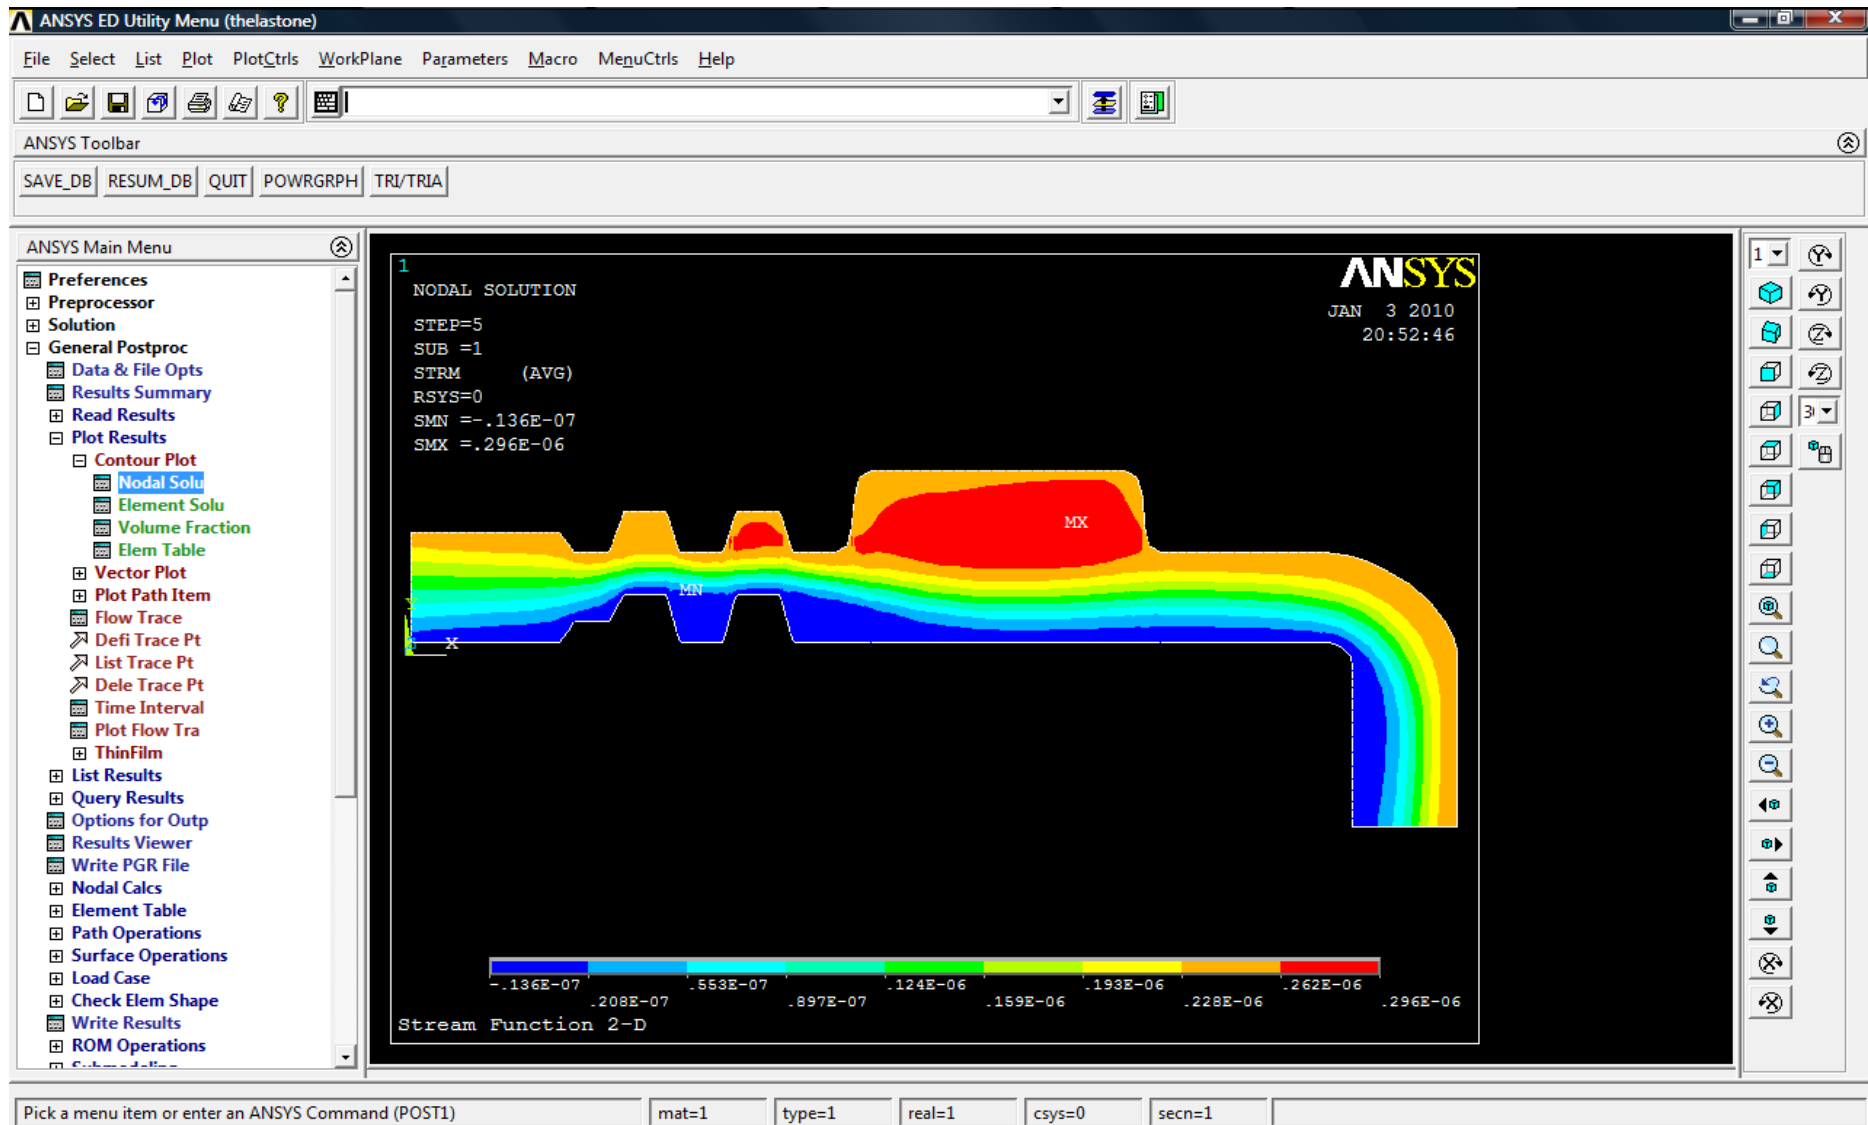 ANSYS ED Utility Menu (thelastone)
File Select List Plot PlotCtrls WorkPlane Parameters Macro MenuCtrls Help
ANSYS Toolbar
SAVE_DB RESUM_DB QUIT POWRGRPH TRI/TRIA
ANSYS Main Menu
Preferences
Preprocessor
Solution
General Postproc
Data & File Opts
Results Summary
Read Results
Plot Results
Contour Plot
Nodal Solu
Element Solu
Volume Fraction
Elem Table
Vector Plot
Plot Path Item
Flow Trace
Defi Trace Pt
List Trace Pt
Dele Trace Pt
Time Interval
Plot Flow Tra
ThinFilm
List Results
Query Results
Options for Outp
Results Viewer
Write PGR File
Nodal Calcs
Element Table
Path Operations
Surface Operations
Load Case
Check Elem Shape
Write Results
ROM Operations
1
ANSYS
NODAL SOLUTION
JAN 3 2010
20:52:46
STEP=5
SUB =1
STRM (AVG)
RSYS=0
SMN =-.136E-07
SMX =.296E-06
MX
MN
Y
X
-.136E-07 .553E-07 .124E-06 .193E-06 .262E-06
.208E-07 .897E-07 .159E-06 .228E-06 .296E-06
Stream Function 2-D
1
Y
Y
Z
Z
X
X
Pick a menu item or enter an ANSYS Command (POST1) mat=1 type=1 real=1 csys=0 secn=1